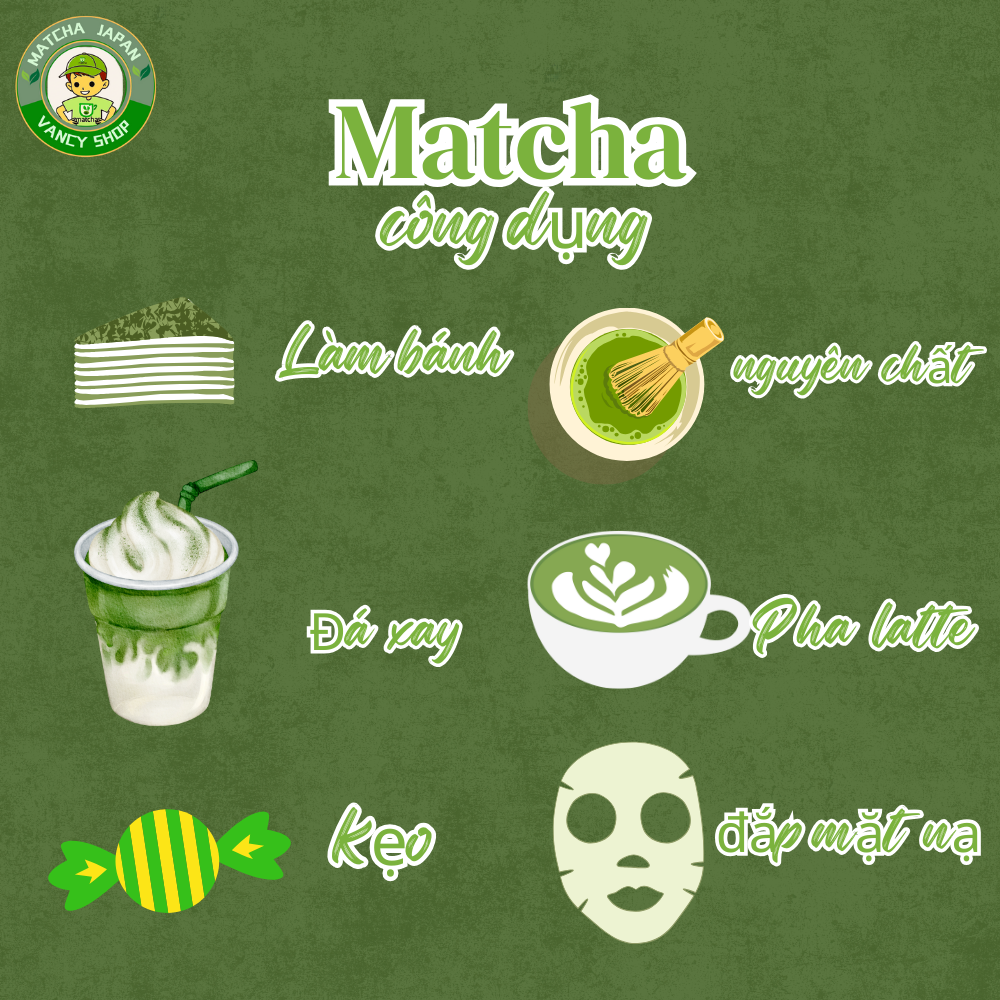 MATCHA JAPAN
matcha
VANCY SHOP
Matcha
công dụng
Làm bánh
nguyên chất
Đá xay
Pha latte
Kẹo
đắp mặt nạ